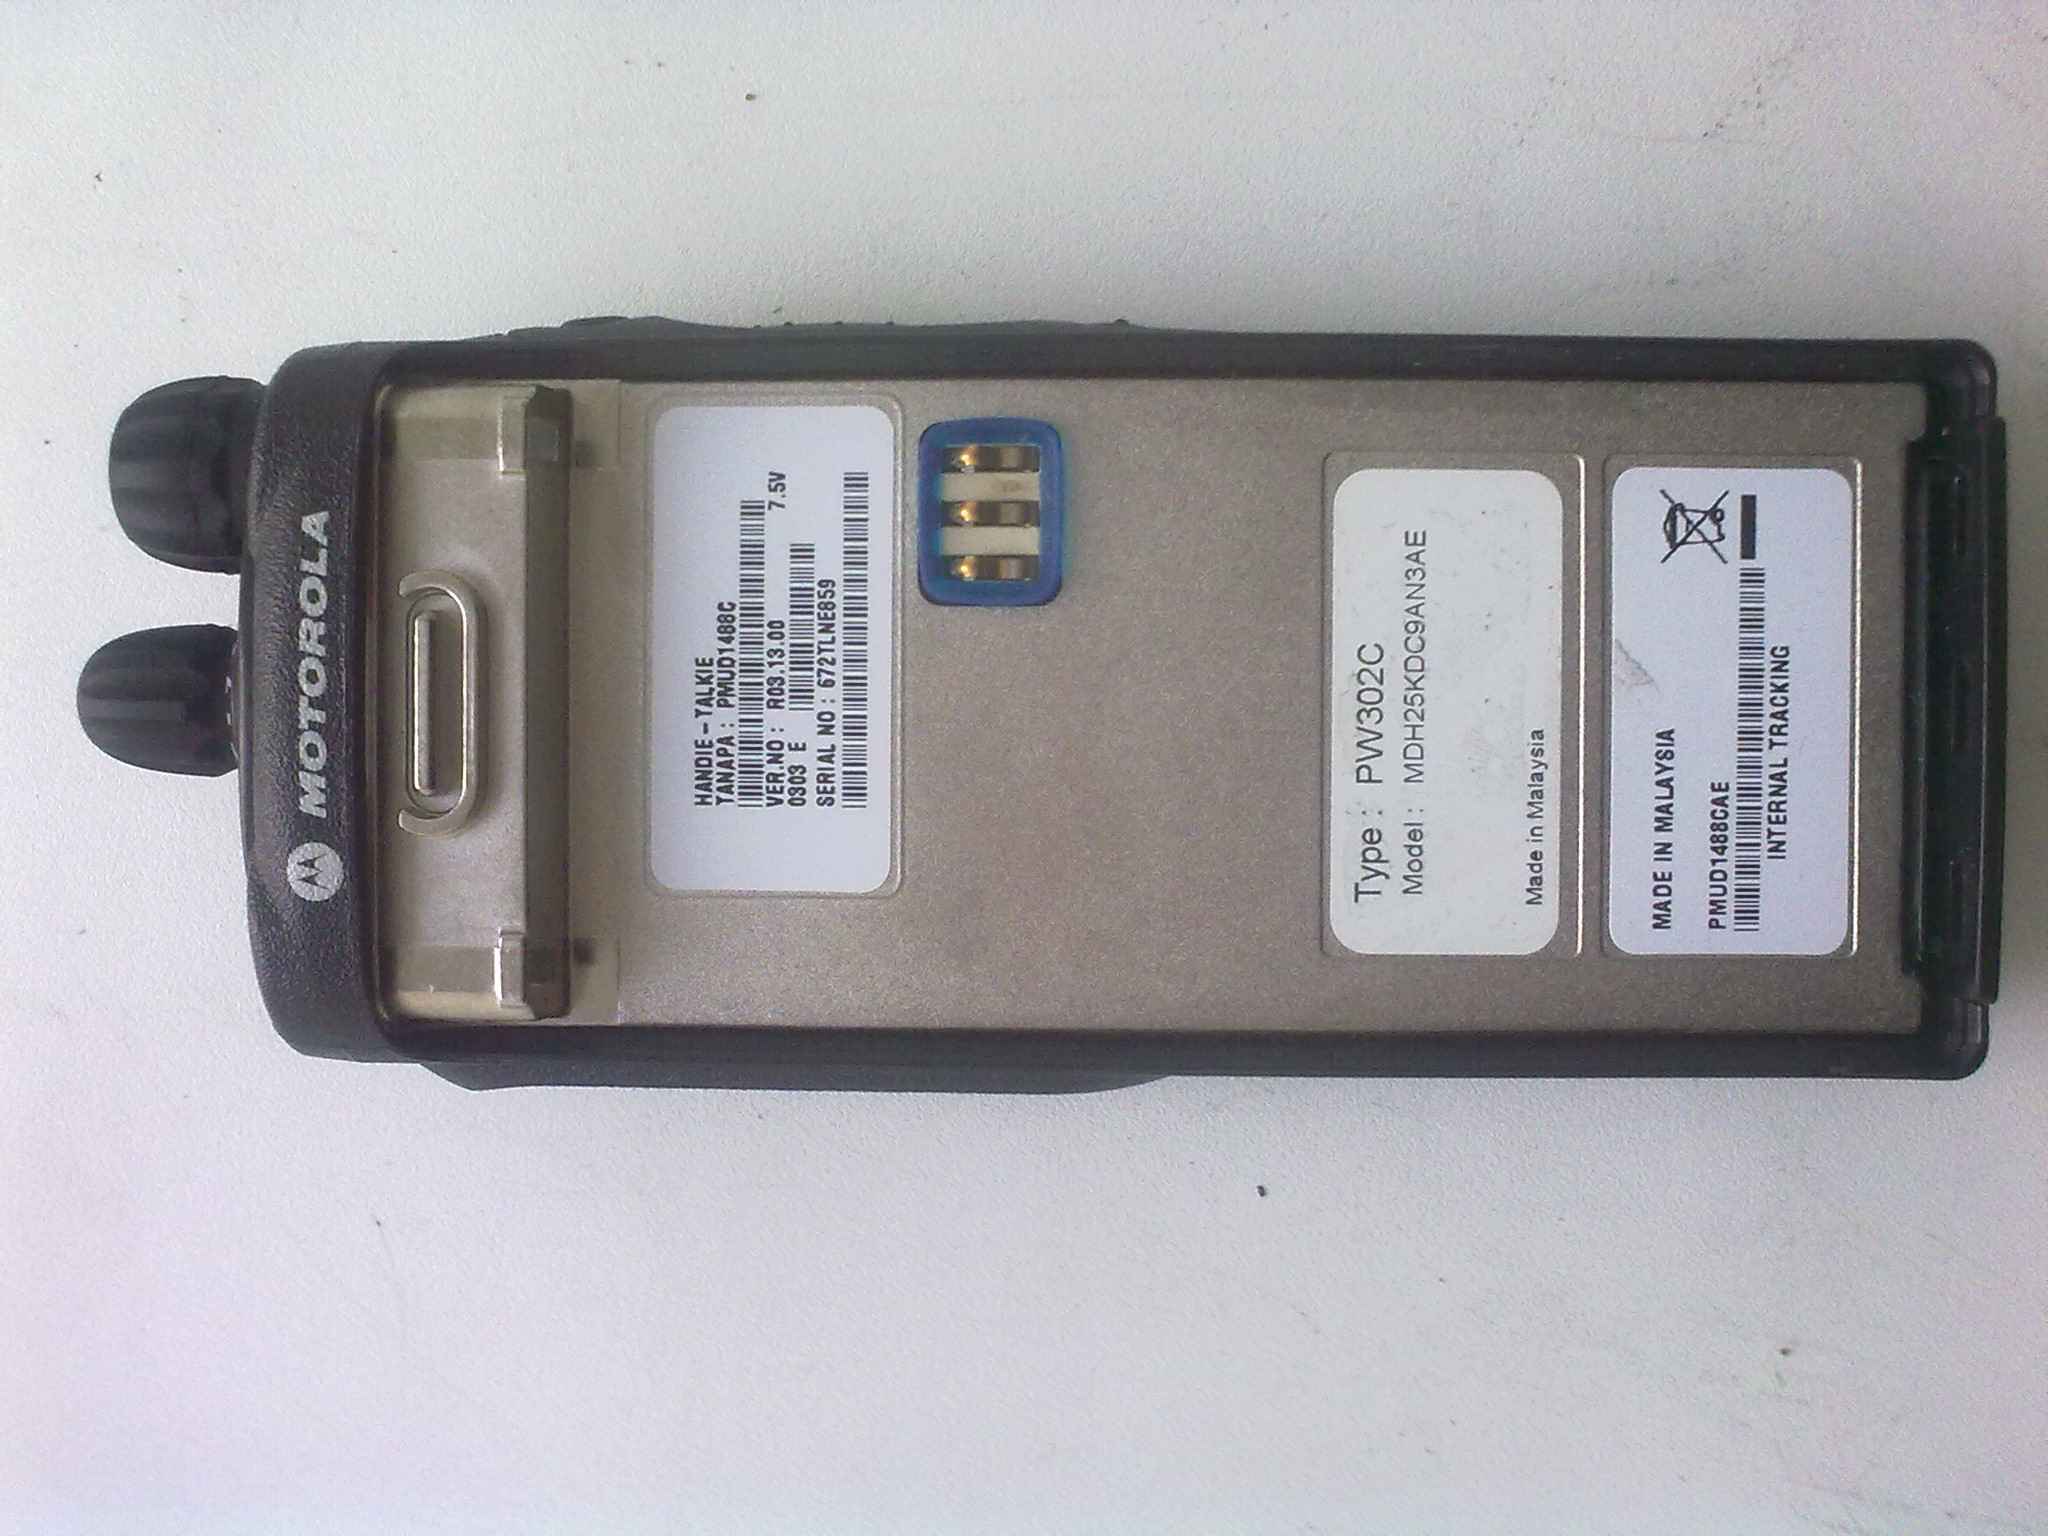 MOTOROLA
HANDIE-TALKIE
TANAPA : PMUD1488C
VER.NO : R03.13.00 7.5V
0303 E
SERIAL NO : 672TLNE859
Type : PW302C
Model : MDH25KDC9AN3AE
Made in Malaysia
MADE IN MALAYSIA
PMUD1488CAE
INTERNAL TRACKING